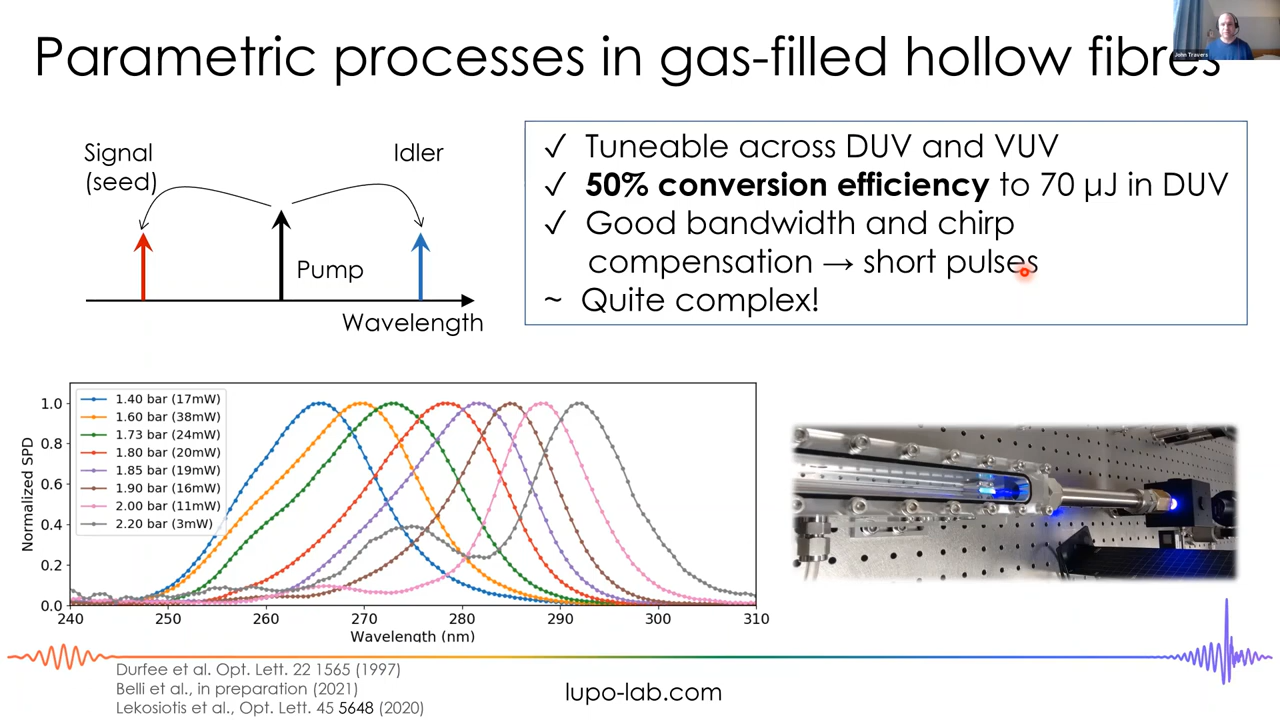 Parametric processes in gas-filled hollow fibres
John Travers
Signal
(seed)
Idler
Pump
Wavelength
✓ Tuneable across DUV and VUV
✓ 50% conversion efficiency to 70 µJ in DUV
✓ Good bandwidth and chirp
compensation → short pulses
~ Quite complex!
1.40 bar (17mW)
1.60 bar (38mW)
1.73 bar (24mW)
1.80 bar (20mW)
1.85 bar (19mW)
1.90 bar (16mW)
2.00 bar (11mW)
2.20 bar (3mW)
Normalized SPD
1.0
0.8
0.6
0.4
0.2
0.0
240 250 260 270 280 290 300 310
Wavelength (nm)
Durfee et al. Opt. Lett. 22 1565 (1997)
Belli et al., in preparation (2021)
Lekosiotis et al., Opt. Lett. 45 5648 (2020)
lupo-lab.com